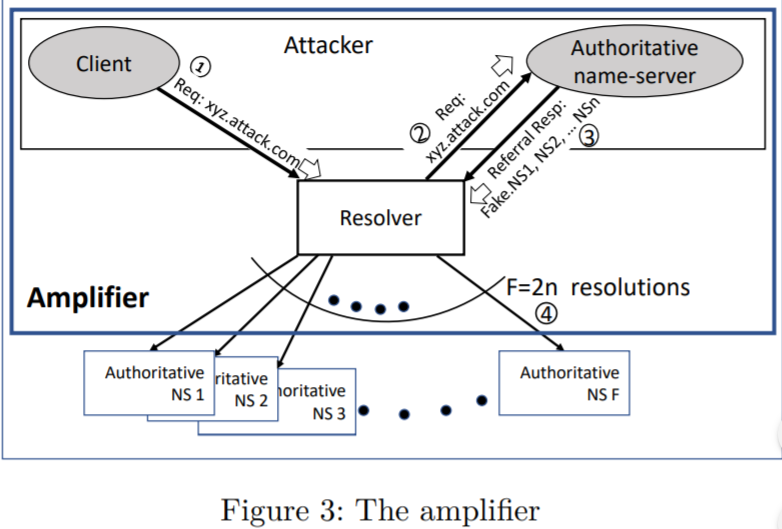 Attacker
Client
①
Req: xyz.attack.com
Authoritative
name-server
② Req:
xyz.attack.com
Referral Resp:
Fake.NS1, NS2, ... NSn
③
Resolver
Amplifier
F=2n resolutions
④
Authoritative
NS 1
ritative
NS 2
oritative
NS 3
Authoritative
NS F
Figure 3: The amplifier